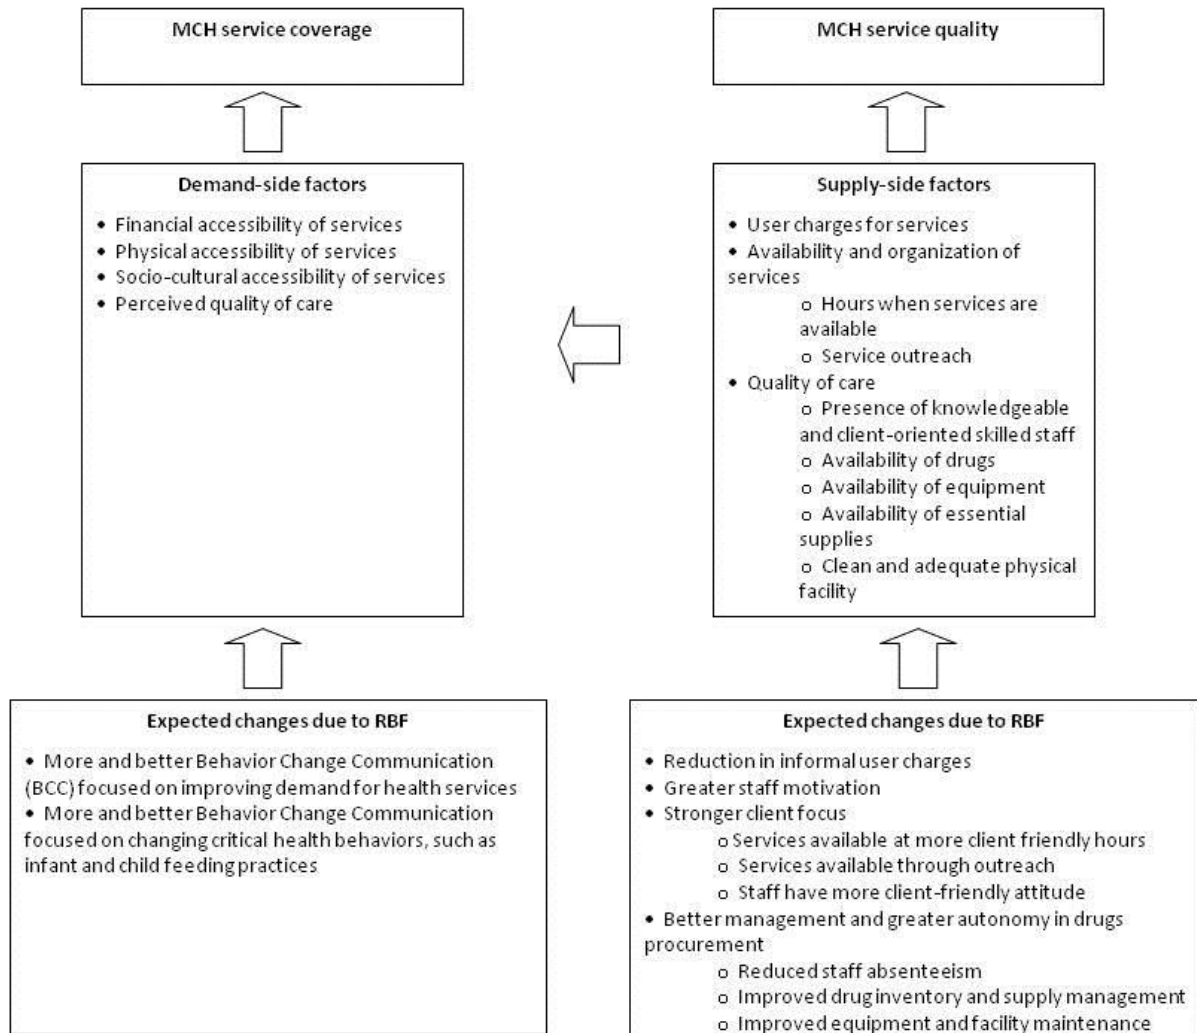 MCH service coverage
MCH service quality
Demand-side factors
• Financial accessibility of services
• Physical accessibility of services
• Socio-cultural accessibility of services
• Perceived quality of care
Supply-side factors
• User charges for services
• Availability and organization of
services
o Hours when services are
available
o Service outreach
• Quality of care
o Presence of knowledgeable
and client-oriented skilled staff
o Availability of drugs
o Availability of equipment
o Availability of essential
supplies
o Clean and adequate physical
facility
Expected changes due to RBF
• More and better Behavior Change Communication
(BCC) focused on improving demand for health services
• More and better Behavior Change Communication
focused on changing critical health behaviors, such as
infant and child feeding practices
Expected changes due to RBF
• Reduction in informal user charges
• Greater staff motivation
• Stronger client focus
o Services available at more client friendly hours
o Services available through outreach
o Staff have more client-friendly attitude
• Better management and greater autonomy in drugs
procurement
o Reduced staff absenteeism
o Improved drug inventory and supply management
o Improved equipment and facility maintenance